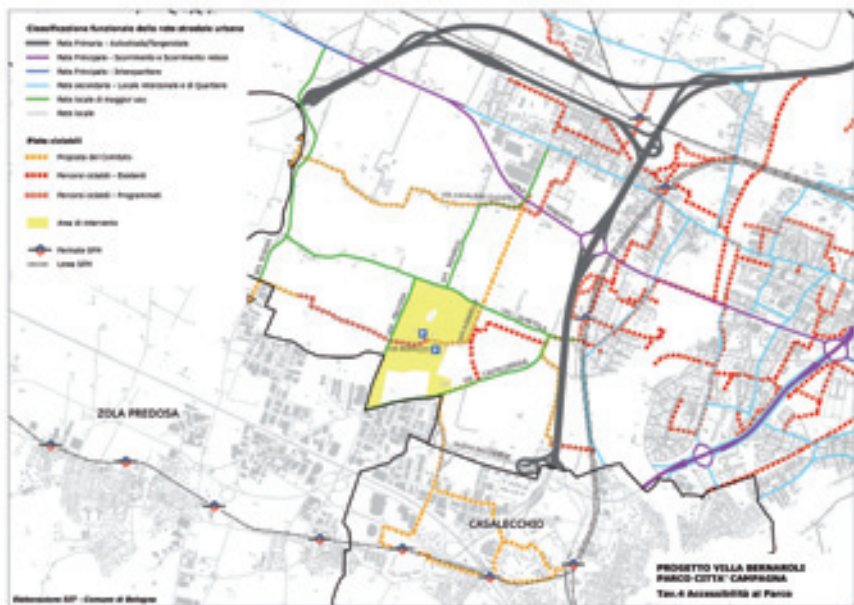 Classificazione funzionale della rete stradale urbana
Rete Primaria - Autostrada/Tangenziale
Rete Principale - Scorrimento e Scorrimento veloce
Rete Principale - Interquartiere
Rete secondaria - Locale interzonale e di Quartiere
Rete locale di maggior uso
Rete locale
Piste ciclabili
Proposta del Comitato
Percorsi ciclabili - Esistenti
Percorsi ciclabili - Programmati
Area di intervento
Fermate SFM
Linea SFM
ZOLA PREDOSA
CASALECCHIO
PROGETTO VILLA BERNAROLI
PARCO CITTA' CAMPAGNA
Tav.4 Accessibilità al Parco
Elaborazione SIT - Comune di Bologna